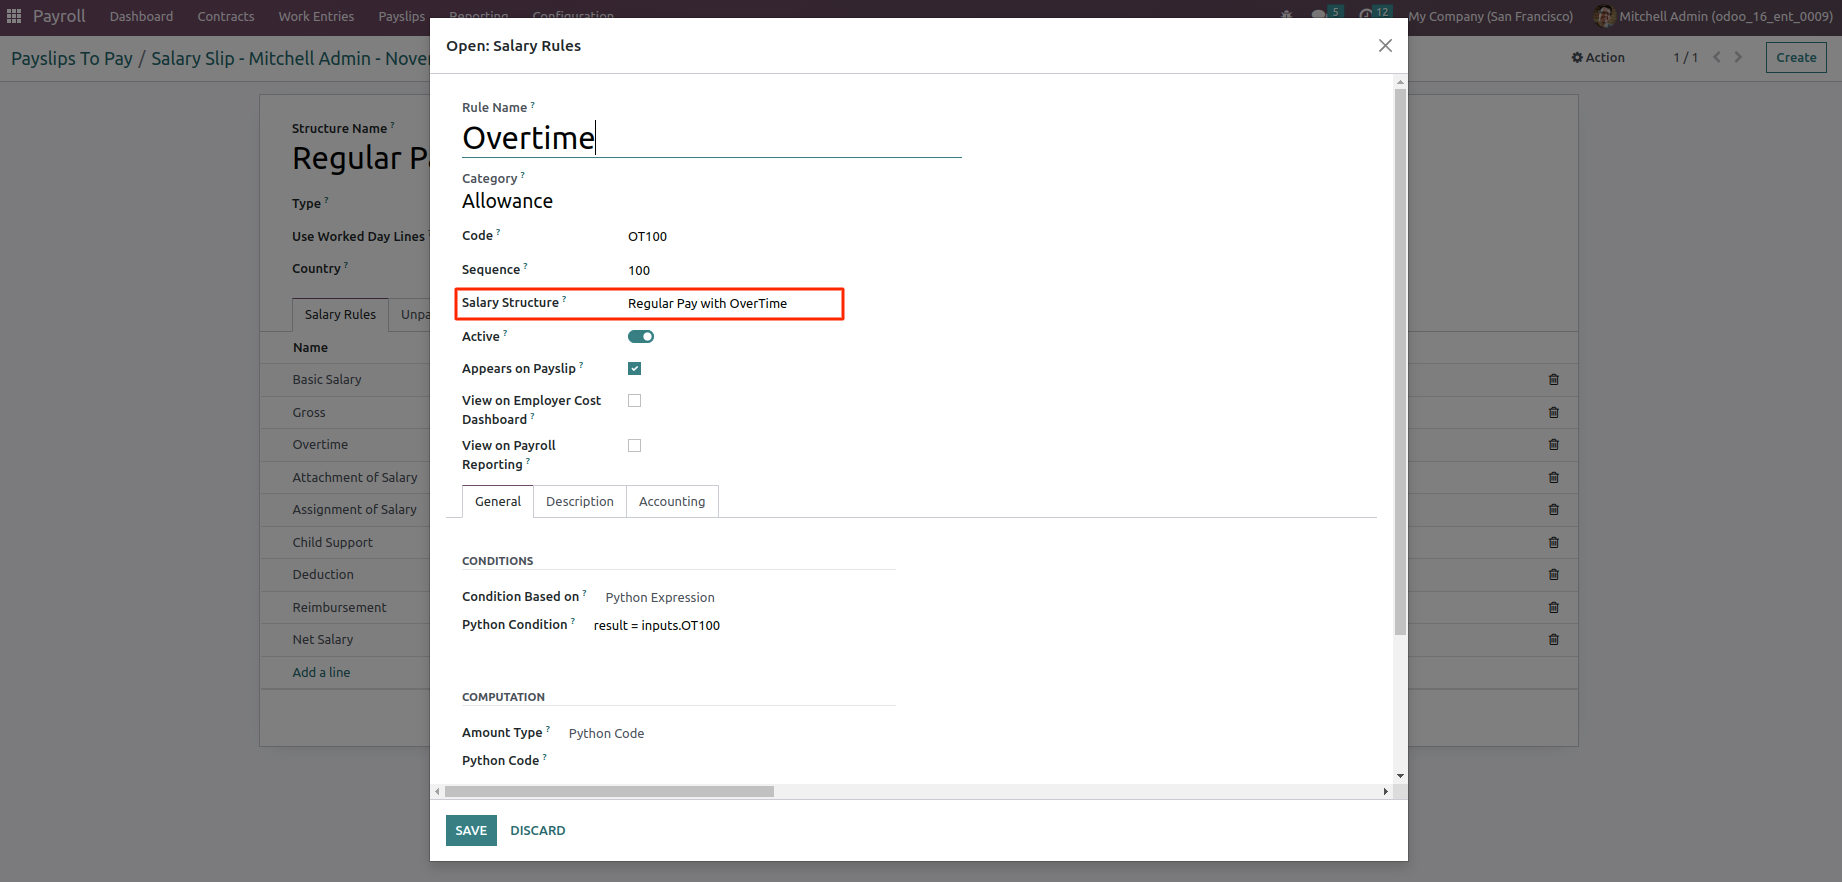 Payroll Dashboard Contracts Work Entries Payslips Reporting Configuration 5 12 My Company (San Francisco) Mitchell Admin (odoo_16_ent_0009)
Payslips To Pay / Salary Slip - Mitchell Admin - Nove
Action 1 / 1 Create
Structure Name ?
Regular P
Type ?
Use Worked Day Lines ?
Country ?
Salary Rules Unpa
Name
Basic Salary
Gross
Overtime
Attachment of Salary
Assignment of Salary
Child Support
Deduction
Reimbursement
Net Salary
Add a line
Open: Salary Rules
Rule Name ?
Overtime
Category ?
Allowance
Code ? OT100
Sequence ? 100
Salary Structure ? Regular Pay with OverTime
Active ?
Appears on Payslip ?
View on Employer Cost
Dashboard ?
View on Payroll
Reporting ?
General Description Accounting
CONDITIONS
Condition Based on ? Python Expression
Python Condition ? result = inputs.OT100
COMPUTATION
Amount Type ? Python Code
Python Code ?
SAVE DISCARD